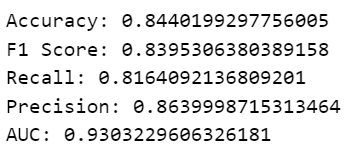 Accuracy: 0.8440199297756005
F1 Score: 0.8395306380389158
Recall: 0.8164092136809201
Precision: 0.8639998715313464
AUC: 0.9303229606326181